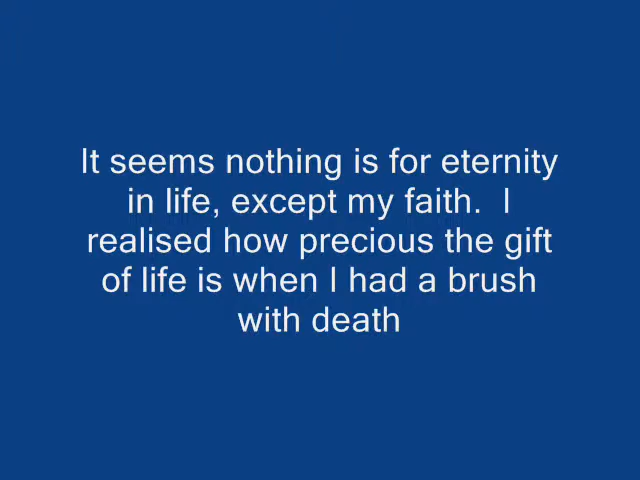 It seems nothing is for eternity
in life, except my faith.  I
realised how precious the gift
of life is when I had a brush
with death